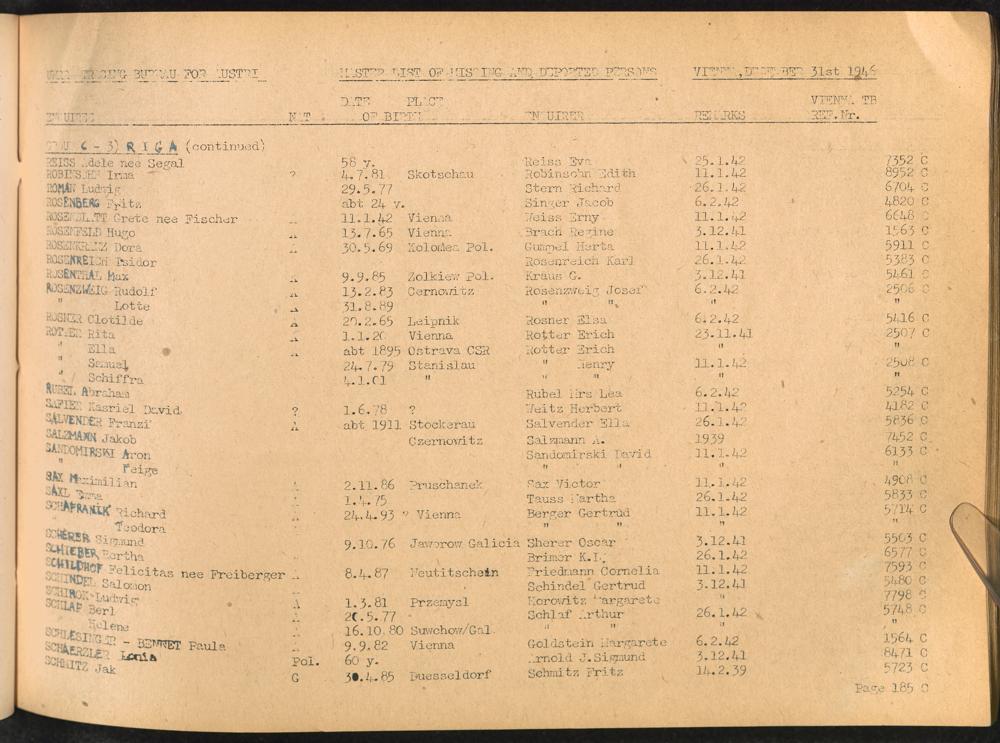 TRACING BUREAU FOR AUSTRI MASTER LIST OF MISSING AND DEPORTED PERSONS VIENNA, DECEMBER 31st 1946
DATE PLACE VIENNA TB
ENQUIREE NAT OF BIRTH ENQUIRER REMARKS REF.Nr.
6 - 3) R I G A (continued)
REISS Adele nee Segal 58 y. Reiss Eva 25.1.42 7352 C
ROBINSOHN Irma ? 4.7.81 Skotschau Robinsohn Edith 11.1.42 8952 C
ROMAN Ludwig 29.5.77 Stern Richard 26.1.42 6704 C
ROSENBERG Fritz abt 24 y. Singer Jacob 6.2.42 4820 C
ROSENBLATT Grete nee Fischer A 11.1.42 Vienna Weiss Erny 11.1.42 6648 C
ROSENFELD Hugo A 13.7.65 Vienna Brach Regine 3.12.41 1563 C
ROSENKRANZ Dora A 30.5.69 Kolomea Pol. Gumpel Herta 11.1.42 5911 C
ROSENREICH Isidor Rosenreich Karl 26.1.42 5383 C
ROSENTHAL Max A 9.9.85 Zolkiew Pol. Kraus G. 3.12.41 5461 C
ROSENZWEIG Rudolf A 13.2.83 Cernowitz Rosenzweig Josef 6.2.42 2506 C
" Lotte A 31.8.89 " " " "
ROSNER Clotilde A 20.2.65 Leipnik Rosner Elsa 6.2.42 5416 C
ROTTER Rita A 1.1.20 Vienna Rotter Erich 23.11.41 2507 C
" Ella A abt 1895 Ostrava CSR Rotter Erich "
" Samuel 24.7.79 Stanislau " Henry 11.1.42 2508 C
" Schiffra 4.1.01 " " " " "
RUBEL Abraham Rubel Mrs Lea 6.2.42 5254 C
SAFIER Kasriel David ? 1.6.78 ? Weitz Herbert 11.1.42 4182 C
SALVENDER Franzi A abt 1911 Stockerau Salvender Ella 26.1.42 5836 C
SALZMANN Jakob Czernowitz Salzmann A. 1939 7452 C
SANDOMIRSKI Aron Sandomirski David 11.1.42 6133 C
" Feige " " " "
SAX Maximilian A 2.11.86 Pruschanek Sax Victor 11.1.42 4908 C
SAXL Emma A 1.4.75 Tauss Martha 26.1.42 5833 C
SCHAFRANIK Richard A 24.4.93 ? Vienna Berger Gertrud 11.1.42 5714 C
Teodora " " " "
SCHERER Sigmund 9.10.76 Jaworow Galicia Sherer Oscar 3.12.41 5503 C
SCHIEBER Bertha Brimer K.I. 26.1.42 6577 C
SCHILDHOF Felicitas nee Freiberger A 8.4.87 Neutitschein Friedmann Cornelia 11.1.42 7593 C
SCHINDEL Salomon Schindel Gertrud 3.12.41 5480 C
SCHIROK Ludwig A 1.3.81 Przemysl Horowitz Margarete 7798 C
SCHLAF Berl A 20.5.77 Schlaf Arthur 26.1.42 5748 C
Helene 16.10.80 Suwchow/Gal. " " " "
SCHLESINGER - BENNET Paula A 9.9.82 Vienna Goldstein Margarete 6.2.42 1564 C
SCHAERZLER Lonia Pol. 60 y. Arnold J.Sigmund 3.12.41 8471 C
SCHMITZ Jak G 30.4.85 Duesseldorf Schmitz Fritz 14.2.39 5723 C
Page 185 C